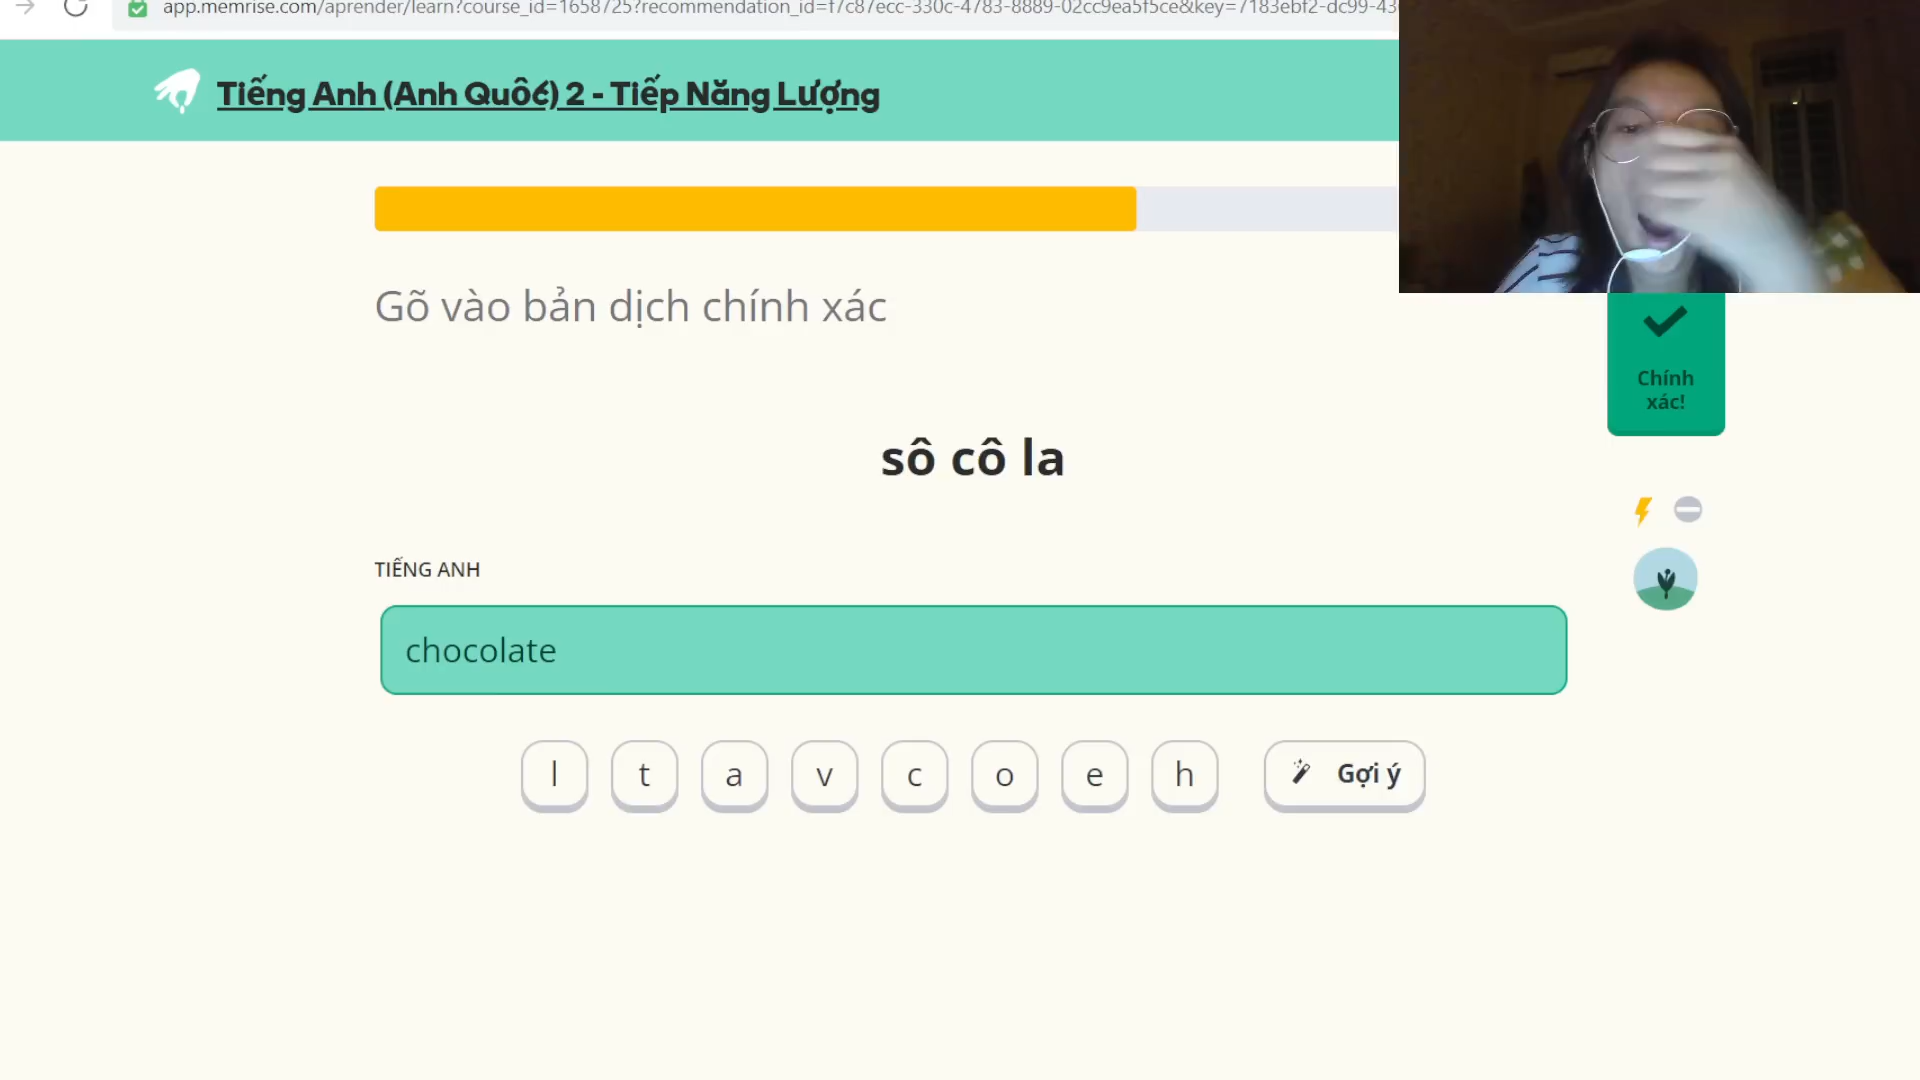 app.memrise.com/aprender/learn?course_id=1658725?recommendation_id=f7c87ecc-330c-4783-8889-02cc9ea5f5ce&key=7183ebf2-dc99-43
Tiếng Anh (Anh Quốc) 2 - Tiếp Năng Lượng
Gõ vào bản dịch chính xác
Chính
xác!
sô cô la
TIẾNG ANH
chocolate
l t a v c o e h Gợi ý